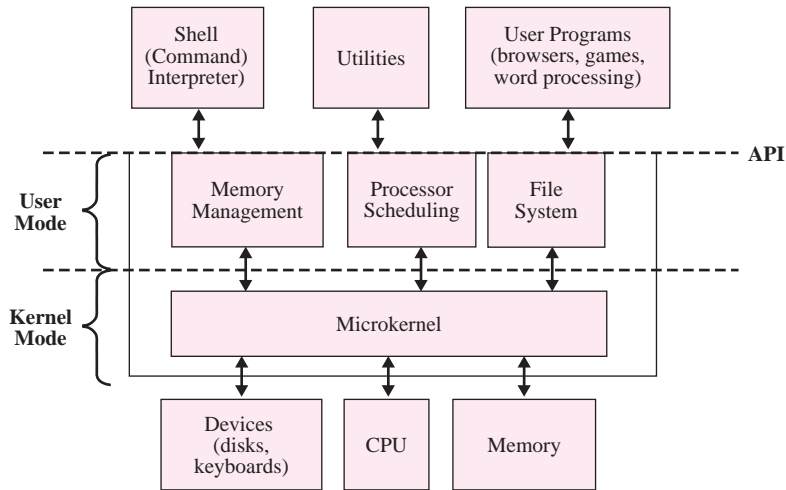 Shell
(Command)
Interpreter)
Utilities
User Programs
(browsers, games,
word processing)
API
User
Mode
Memory
Management
Processor
Scheduling
File
System
Kernel
Mode
Microkernel
Devices
(disks,
keyboards)
CPU
Memory